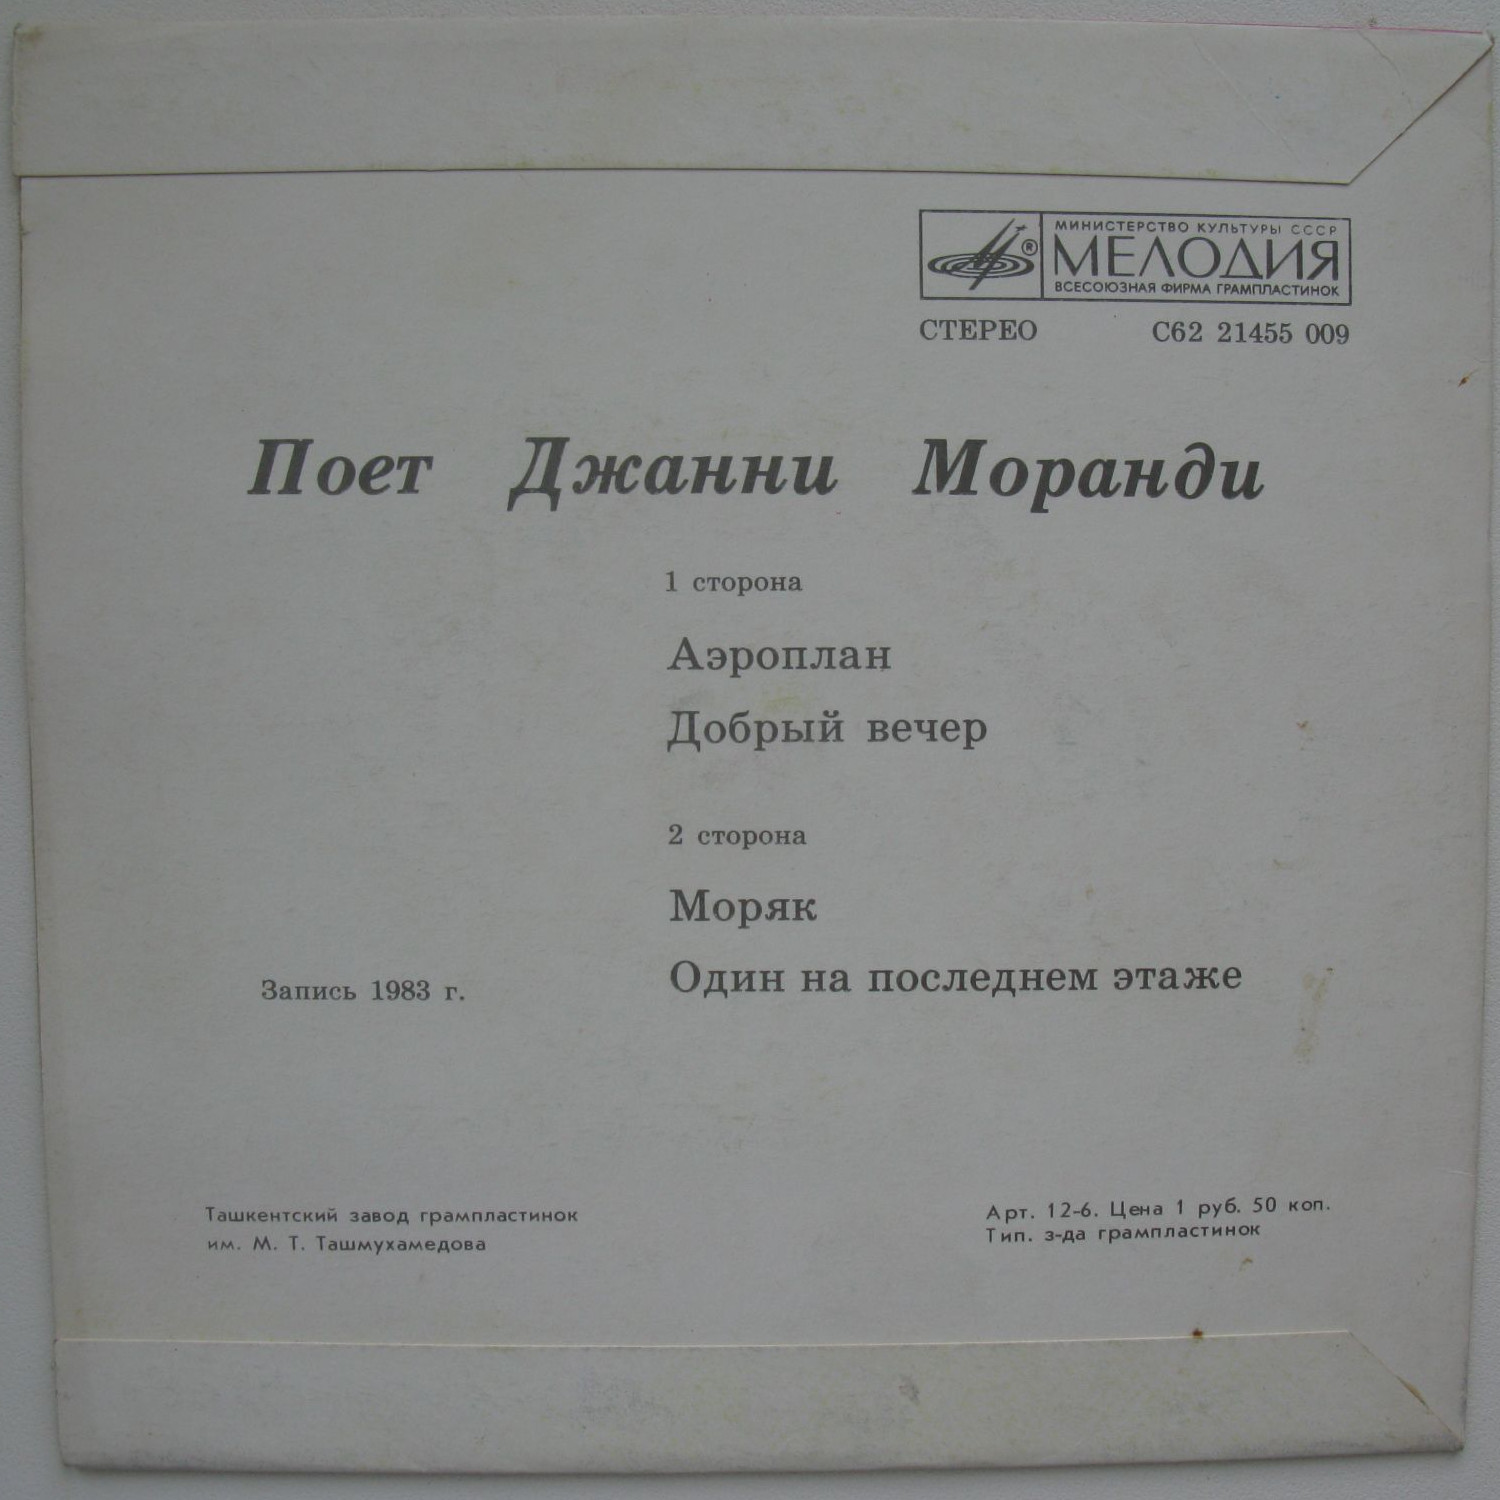 МИНИСТЕРСТВО КУЛЬТУРЫ СССР
МЕЛОДИЯ ®
ВСЕСОЮЗНАЯ ФИРМА ГРАМПЛАСТИНОК
СТЕРЕО С62 21455 009
Поет Джанни Моранди
1 сторона
Аэроплан
Добрый вечер
2 сторона
Моряк
Один на последнем этаже
Запись 1983 г.
Ташкентский завод грампластинок
им. М. Т. Ташмухамедова
Арт. 12-6. Цена 1 руб. 50 коп.
Тип. з-да грампластинок